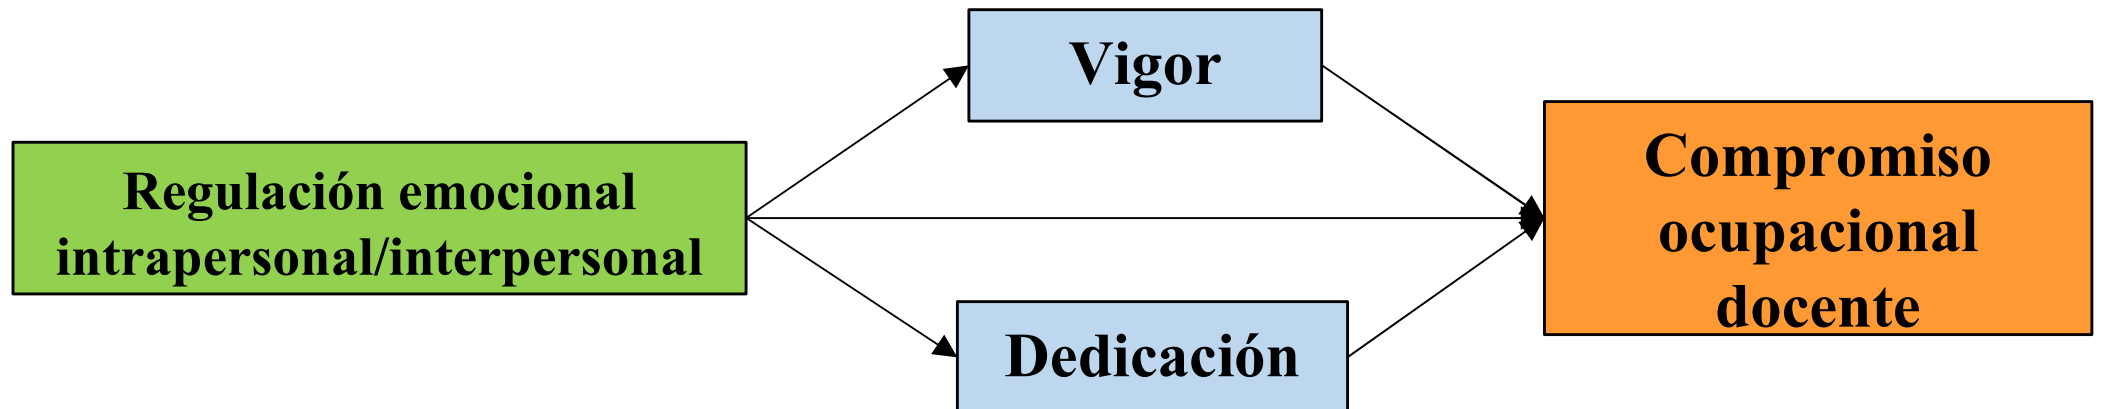 Vigor
Regulación emocional
intrapersonal/interpersonal
Compromiso
ocupacional
docente
Dedicación